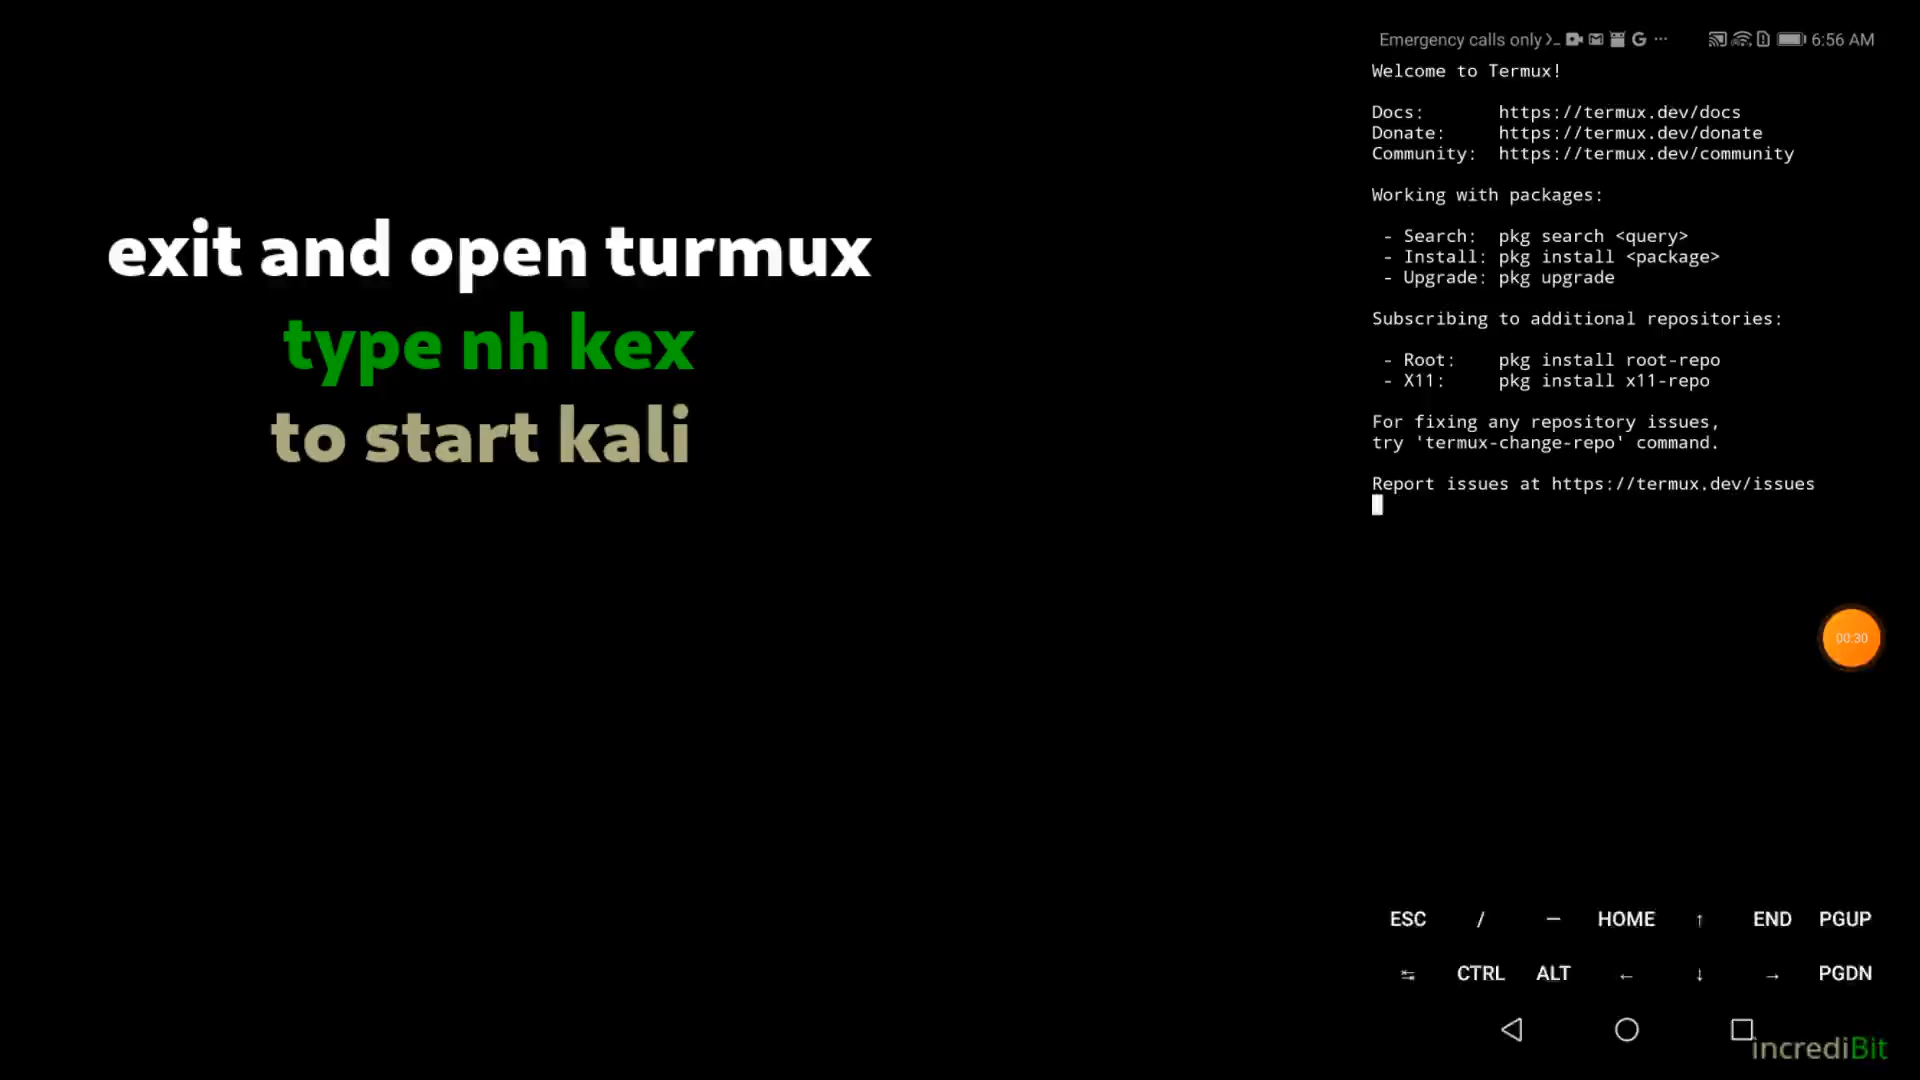 exit and open turmux
type nh kex
to start kali
Emergency calls only
6:56 AM
Welcome to Termux!
Docs: https://termux.dev/docs
Donate: https://termux.dev/donate
Community: https://termux.dev/community
Working with packages:
- Search: pkg search <query>
- Install: pkg install <package>
- Upgrade: pkg upgrade
Subscribing to additional repositories:
- Root: pkg install root-repo
- X11: pkg install x11-repo
For fixing any repository issues,
try 'termux-change-repo' command.
Report issues at https://termux.dev/issues
00:30
ESC / — HOME ↑ END PGUP
⇆ CTRL ALT ← ↓ → PGDN
incrediBit